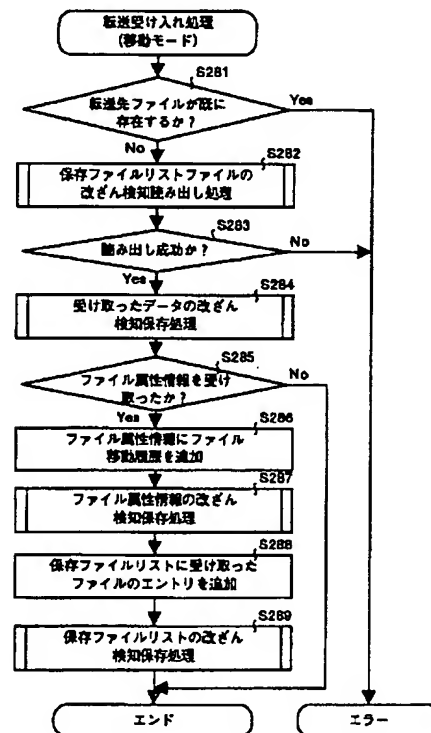 転送受け入れ処理
(移動モード)
S281
転送先ファイルが既に
存在するか？
Yes
No
S282
保存ファイルリストファイルの
改ざん検知読み出し処理
S283
読み出し成功か？
No
Yes
S284
受け取ったデータの改ざん
検知保存処理
S285
ファイル属性情報を受け
取ったか？
No
Yes
S286
ファイル属性情報にファイル
移動履歴を追加
S287
ファイル属性情報の改ざん
検知保存処理
S288
保存ファイルリストに受け取った
ファイルのエントリを追加
S289
保存ファイルリストの改ざん
検知保存処理
エンド
エラー